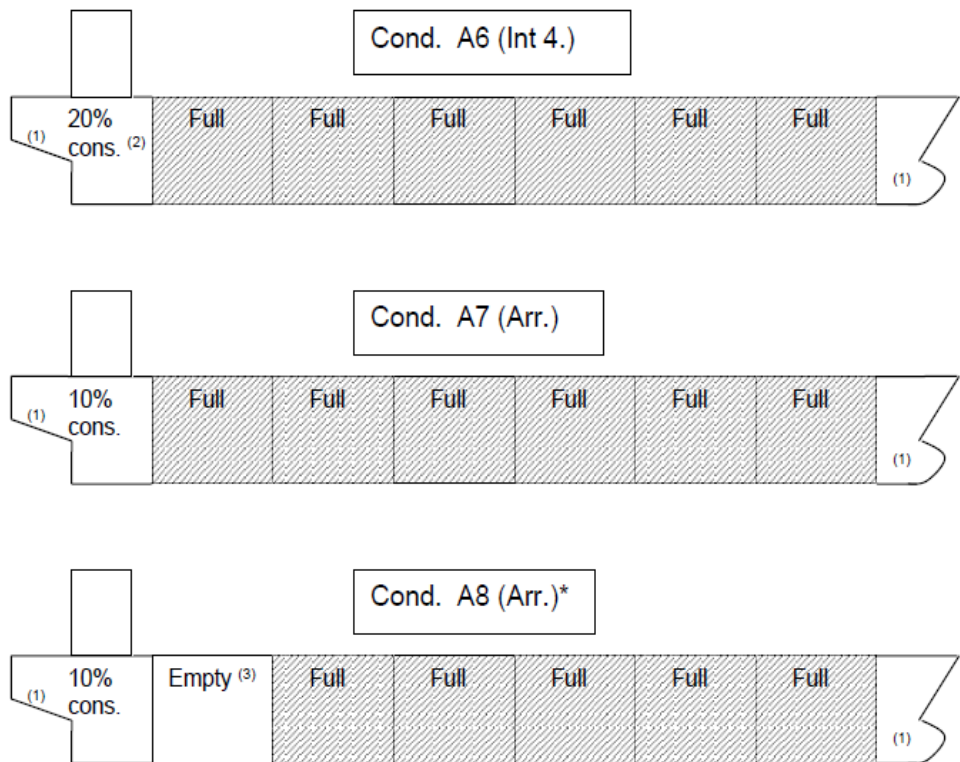 Cond. A6 (Int 4.)
(1) 20% Full Full Full Full Full Full
cons. (2) (1)
Cond. A7 (Arr.)
(1) 10% Full Full Full Full Full Full
cons. (1)
Cond. A8 (Arr.)*
(1) 10% Empty (3) Full Full Full Full Full
cons. (1)